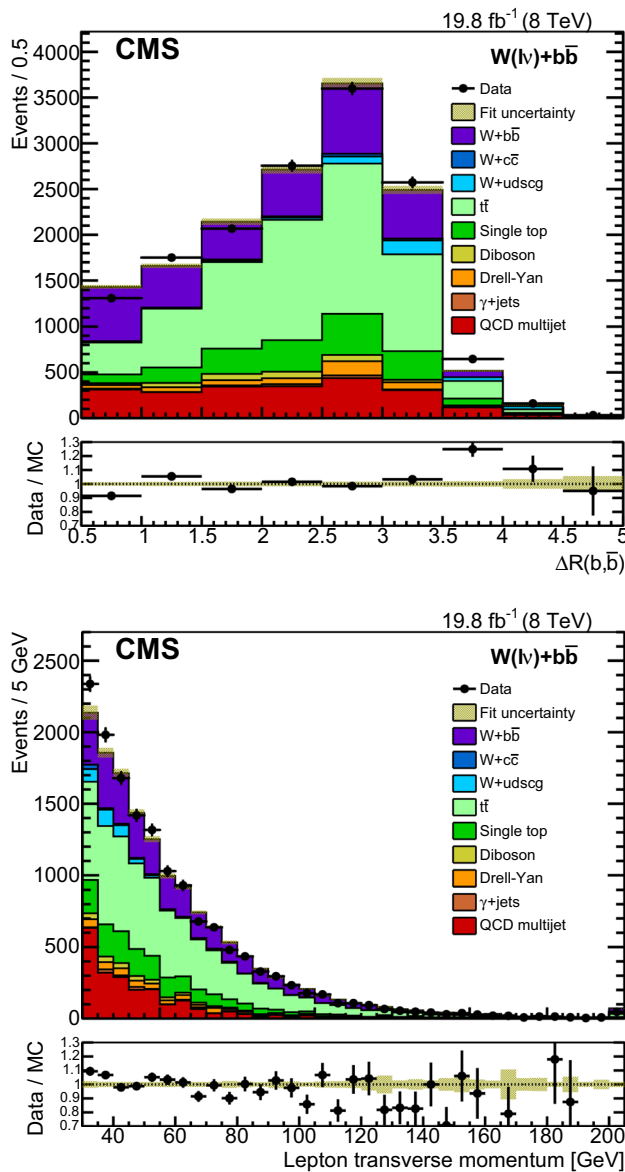 19.8 fb⁻¹ (8 TeV)
CMS
W(lν)+bb̅
Events / 0.5
4000
3500
3000
2500
2000
1500
1000
500
0
Data
Fit uncertainty
W+bb̅
W+cc̅
W+udscg
tt̅
Single top
Diboson
Drell-Yan
γ+jets
QCD multijet
Data / MC
1.3
1.2
1.1
1
0.9
0.8
0.7
0.5 1 1.5 2 2.5 3 3.5 4 4.5 5
ΔR(b,b̅)
19.8 fb⁻¹ (8 TeV)
CMS
W(lν)+bb̅
Events / 5 GeV
2500
2000
1500
1000
500
0
Data
Fit uncertainty
W+bb̅
W+cc̅
W+udscg
tt̅
Single top
Diboson
Drell-Yan
γ+jets
QCD multijet
Data / MC
1.3
1.2
1.1
1
0.9
0.8
0.7
40 60 80 100 120 140 160 180 200
Lepton transverse momentum [GeV]